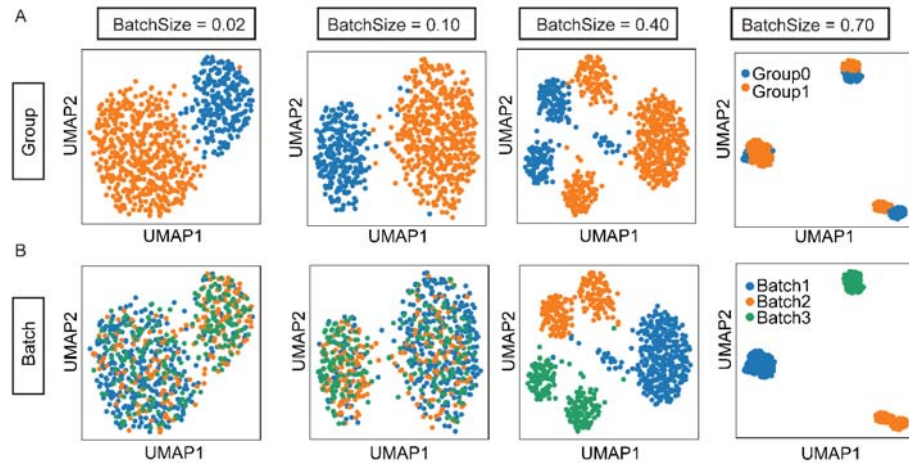 A
BatchSize = 0.02
BatchSize = 0.10
BatchSize = 0.40
BatchSize = 0.70
Group
UMAP2
UMAP2
UMAP2
UMAP2
Group0
Group1
UMAP1
UMAP1
UMAP1
UMAP1
B
Batch
UMAP2
UMAP2
UMAP2
UMAP2
Batch1
Batch2
Batch3
UMAP1
UMAP1
UMAP1
UMAP1